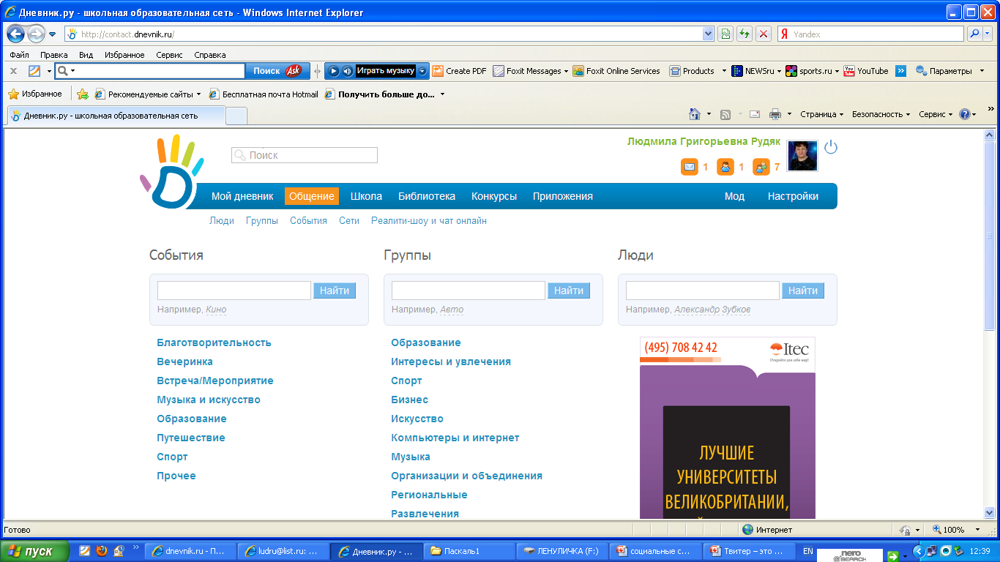 Дневник.ру - школьная образовательная сеть - Windows Internet Explorer
http://contact.dnevnik.ru/
Yandex
Файл Правка Вид Избранное Сервис Справка
Поиск Ask Играть музыку Create PDF Foxit Messages Foxit Online Services Products NEWSru sports.ru YouTube Параметры
Избранное Рекомендуемые сайты Бесплатная почта Hotmail Получить больше до...
Дневник.ру - школьная образовательная сеть Страница Безопасность Сервис
Поиск
Людмила Григорьевна Рудяк
1 1 7
Мой дневник Общение Школа Библиотека Конкурсы Приложения Мод Настройки
Люди Группы События Сети Реалити-шоу и чат онлайн
События Группы Люди
Найти Найти Найти
Например, Кино Например, Авто Например, Александр Зубков
Благотворительность
Вечеринка
Встреча/Мероприятие
Музыка и искусство
Образование
Путешествие
Спорт
Прочее
Образование
Интересы и увлечения
Спорт
Бизнес
Искусство
Компьютеры и интернет
Музыка
Организации и объединения
Региональные
Развлечения
(495) 708 42 42 Itec
Откройте для себя мир!
ЛУЧШИЕ
УНИВЕРСИТЕТЫ
ВЕЛИКОБРИТАНИИ,
Готово Интернет 100%
пуск dnevnik.ru - П... ludru@list.ru: ... Дневник.ру - ... Паскаль1 ЛЕНУЛИЧКА (F:) социальные с... Твитер – это ... EN nero SEARCH 12:39